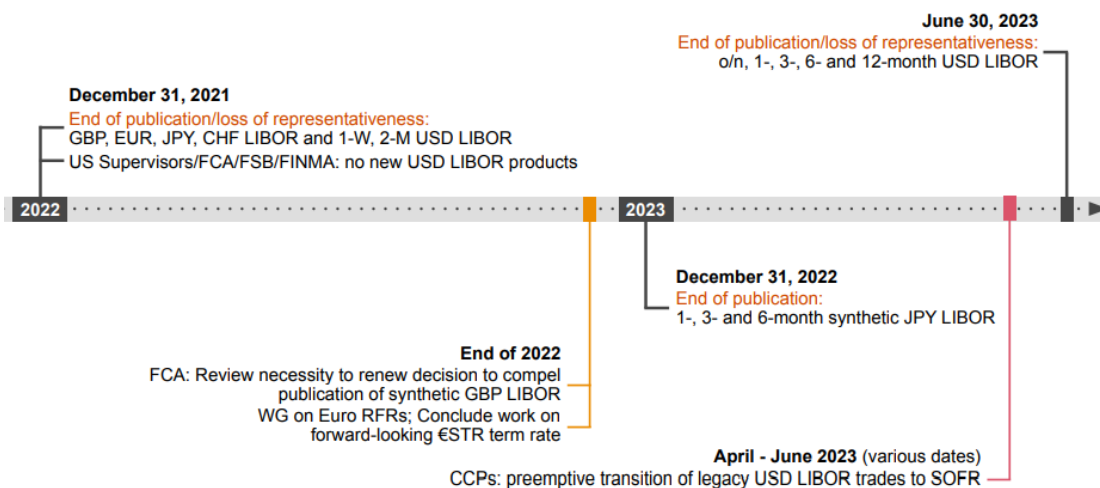 June 30, 2023
End of publication/loss of representativeness:
o/n, 1-, 3-, 6- and 12-month USD LIBOR
December 31, 2021
End of publication/loss of representativeness:
GBP, EUR, JPY, CHF LIBOR and 1-W, 2-M USD LIBOR
US Supervisors/FCA/FSB/FINMA: no new USD LIBOR products
2022
2023
December 31, 2022
End of publication:
1-, 3- and 6-month synthetic JPY LIBOR
End of 2022
FCA: Review necessity to renew decision to compel
publication of synthetic GBP LIBOR
WG on Euro RFRs; Conclude work on
forward-looking €STR term rate
April - June 2023 (various dates)
CCPs: preemptive transition of legacy USD LIBOR trades to SOFR